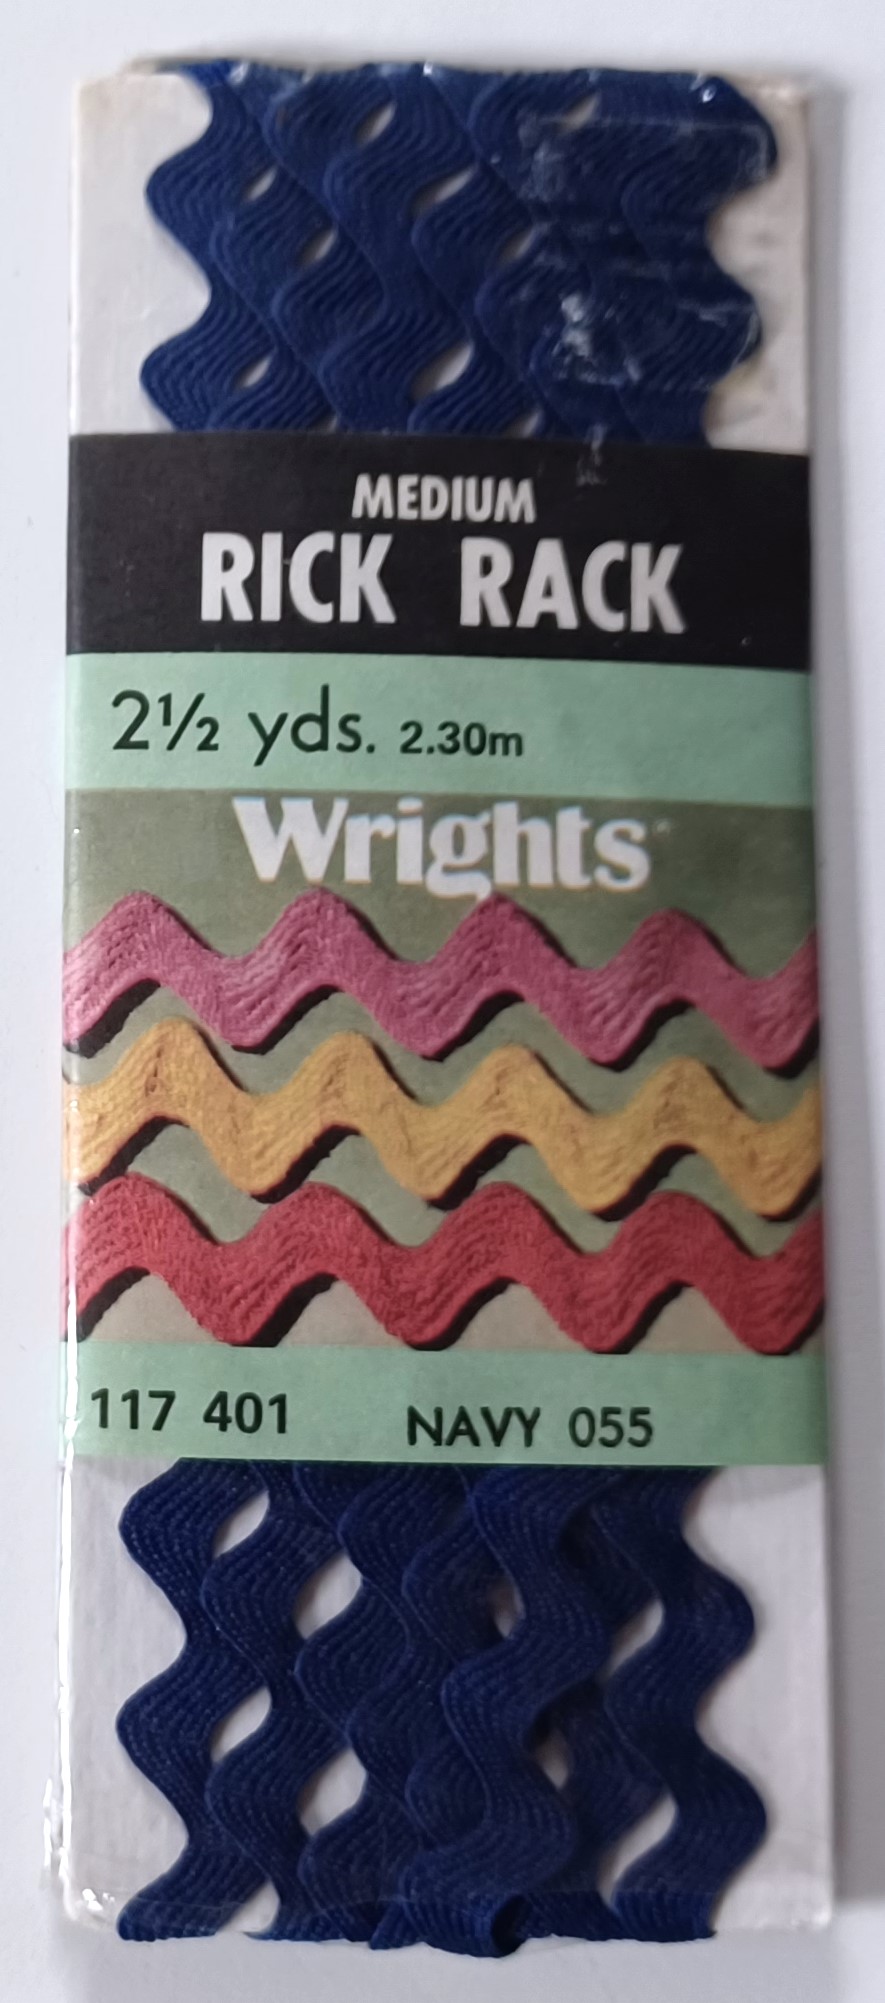 MEDIUM
RICK RACK
2½ yds. 2.30m
Wrights®
117 401 NAVY 055